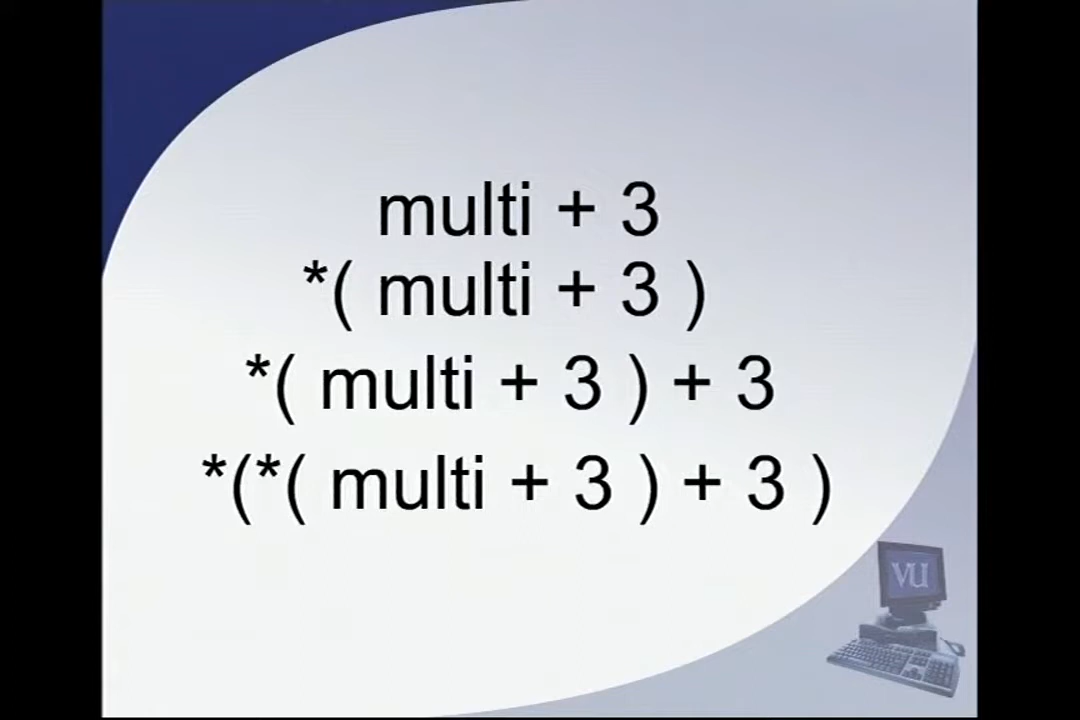 multi + 3
*( multi + 3 )
*( multi + 3 ) + 3
*(*( multi + 3 ) + 3 )
VU